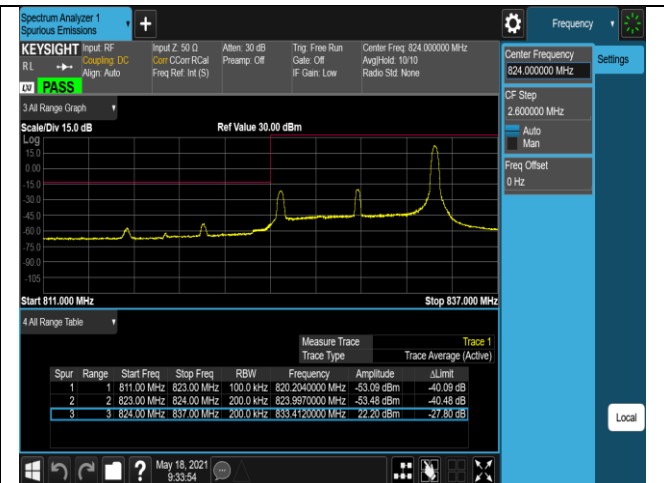 Spectrum Analyzer 1
Spurious Emissions
+
Frequency
KEYSIGHT Input: RF Input Z: 50 Ω Atten: 30 dB Trig: Free Run Center Freq: 824.000000 MHz
RL Coupling: DC Corr CCorr RCal Preamp: Off Gate: Off Avg|Hold: 10/10
Align: Auto Freq Ref: Int (S) IF Gain: Low Radio Std: None
LXI PASS
Center Frequency
824.000000 MHz
Settings
CF Step
2.600000 MHz
Auto
Man
Freq Offset
0 Hz
3 All Range Graph
Scale/Div 15.0 dB Ref Value 30.00 dBm
Log
15.0
0.00
-15.0
-30.0
-45.0
-60.0
-75.0
-90.0
-105
Start 811.000 MHz Stop 837.000 MHz
4 All Range Table
Measure Trace Trace 1
Trace Type Trace Average (Active)
Spur Range Start Freq Stop Freq RBW Frequency Amplitude ΔLimit
1 1 811.00 MHz 823.00 MHz 100.0 kHz 820.2040000 MHz -53.09 dBm -40.09 dB
2 2 823.00 MHz 824.00 MHz 200.0 kHz 823.9970000 MHz -53.48 dBm -40.48 dB
3 3 824.00 MHz 837.00 MHz 200.0 kHz 833.4120000 MHz 22.20 dBm -27.80 dB
Local
? May 18, 2021
9:33:54